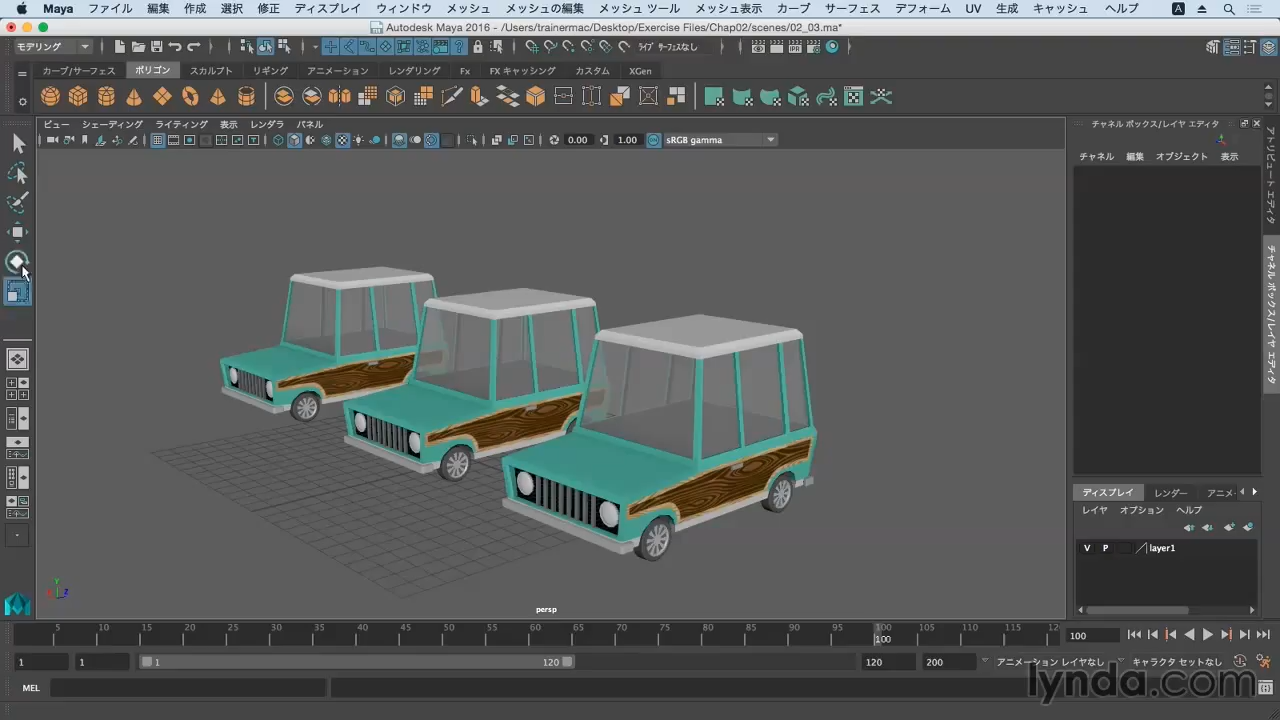 Maya ファイル 編集 作成 選択 修正 ディスプレイ ウィンドウ メッシュ メッシュの編集 メッシュ ツール メッシュ表示 カーブ サーフェス デフォーム UV 生成 キャッシュ ヘルプ A
Autodesk Maya 2016 - /Users/trainermac/Desktop/Exercise Files/Chap02/scenes/02_03.ma*
モデリング ライブ サーフェスなし
カーブ/サーフェス ポリゴン スカルプト リギング アニメーション レンダリング Fx FX キャッシング カスタム XGen
ビュー シェーディング ライティング 表示 レンダラ パネル
0.00 1.00 sRGB gamma
チャネル ボックス/レイヤ エディタ
チャネル 編集 オブジェクト 表示
アトリビュート エディタ
チャネル ボックス/レイヤ エディタ
ディスプレイ レンダー アニメ
レイヤ オプション ヘルプ
V P layer1
Y
Z
persp
5 10 15 20 25 30 35 40 45 50 55 60 65 70 75 80 85 90 95 100 105 110 115 12
100 100
1 1 1 120 120 200 アニメーション レイヤなし キャラクタ セットなし
MEL
lynda.com